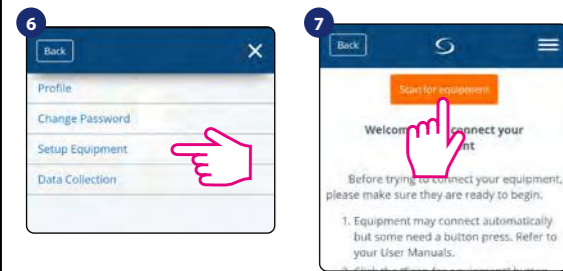 6
Back
Profile
Change Password
Setup Equipment
Data Collection
7
Back
Scan for equipment
Welcom connect your
nt
Before trying to connect your equipment,
please make sure they are ready to begin.
1. Equipment may connect automatically
but some need a button press. Refer to
your User Manuals.